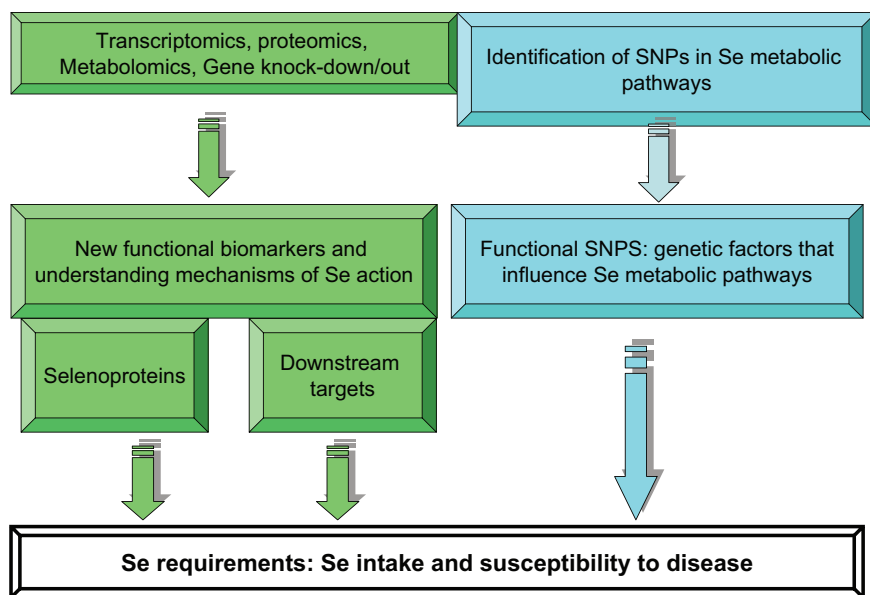 Transcriptomics, proteomics,
Metabolomics, Gene knock-down/out
Identification of SNPs in Se metabolic
pathways
New functional biomarkers and
understanding mechanisms of Se action
Functional SNPS: genetic factors that
influence Se metabolic pathways
Selenoproteins
Downstream
targets
Se requirements: Se intake and susceptibility to disease